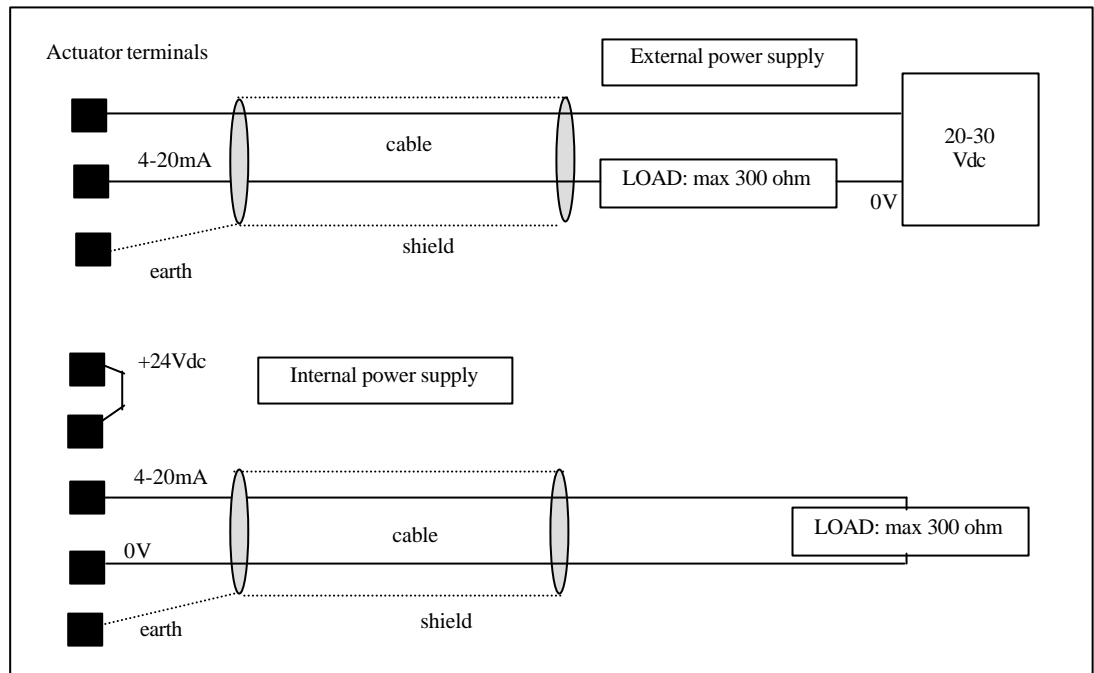 Actuator terminals
External power supply
20-30
Vdc
cable
4-20mA
LOAD: max 300 ohm
0V
shield
earth
+24Vdc
Internal power supply
4-20mA
LOAD: max 300 ohm
cable
0V
shield
earth